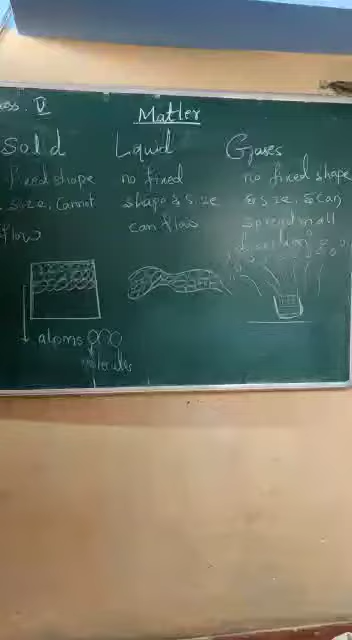 ss. V
Matter
Solid
fixed shape
size, Cannot
flow
Liquid
no fixed
shape & size
can flow
Gases
no fixed shape
& size, & can
spread in all
atoms
molecules